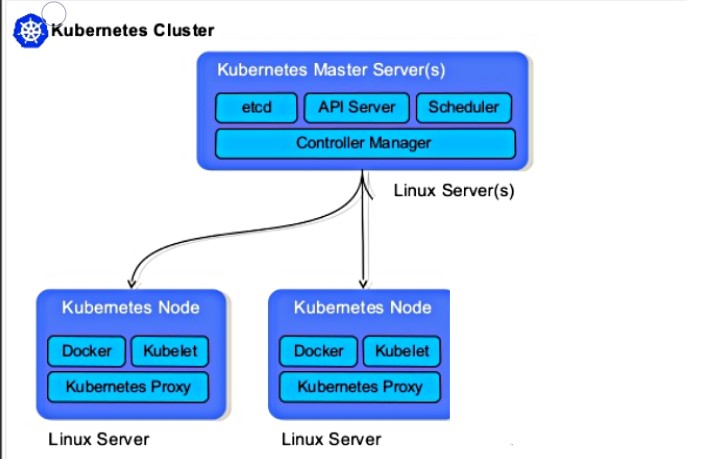 Kubernetes Cluster
Kubernetes Master Server(s)
etcd API Server Scheduler
Controller Manager
Linux Server(s)
Kubernetes Node Kubernetes Node
Docker Kubelet Docker Kubelet
Kubernetes Proxy Kubernetes Proxy
Linux Server Linux Server